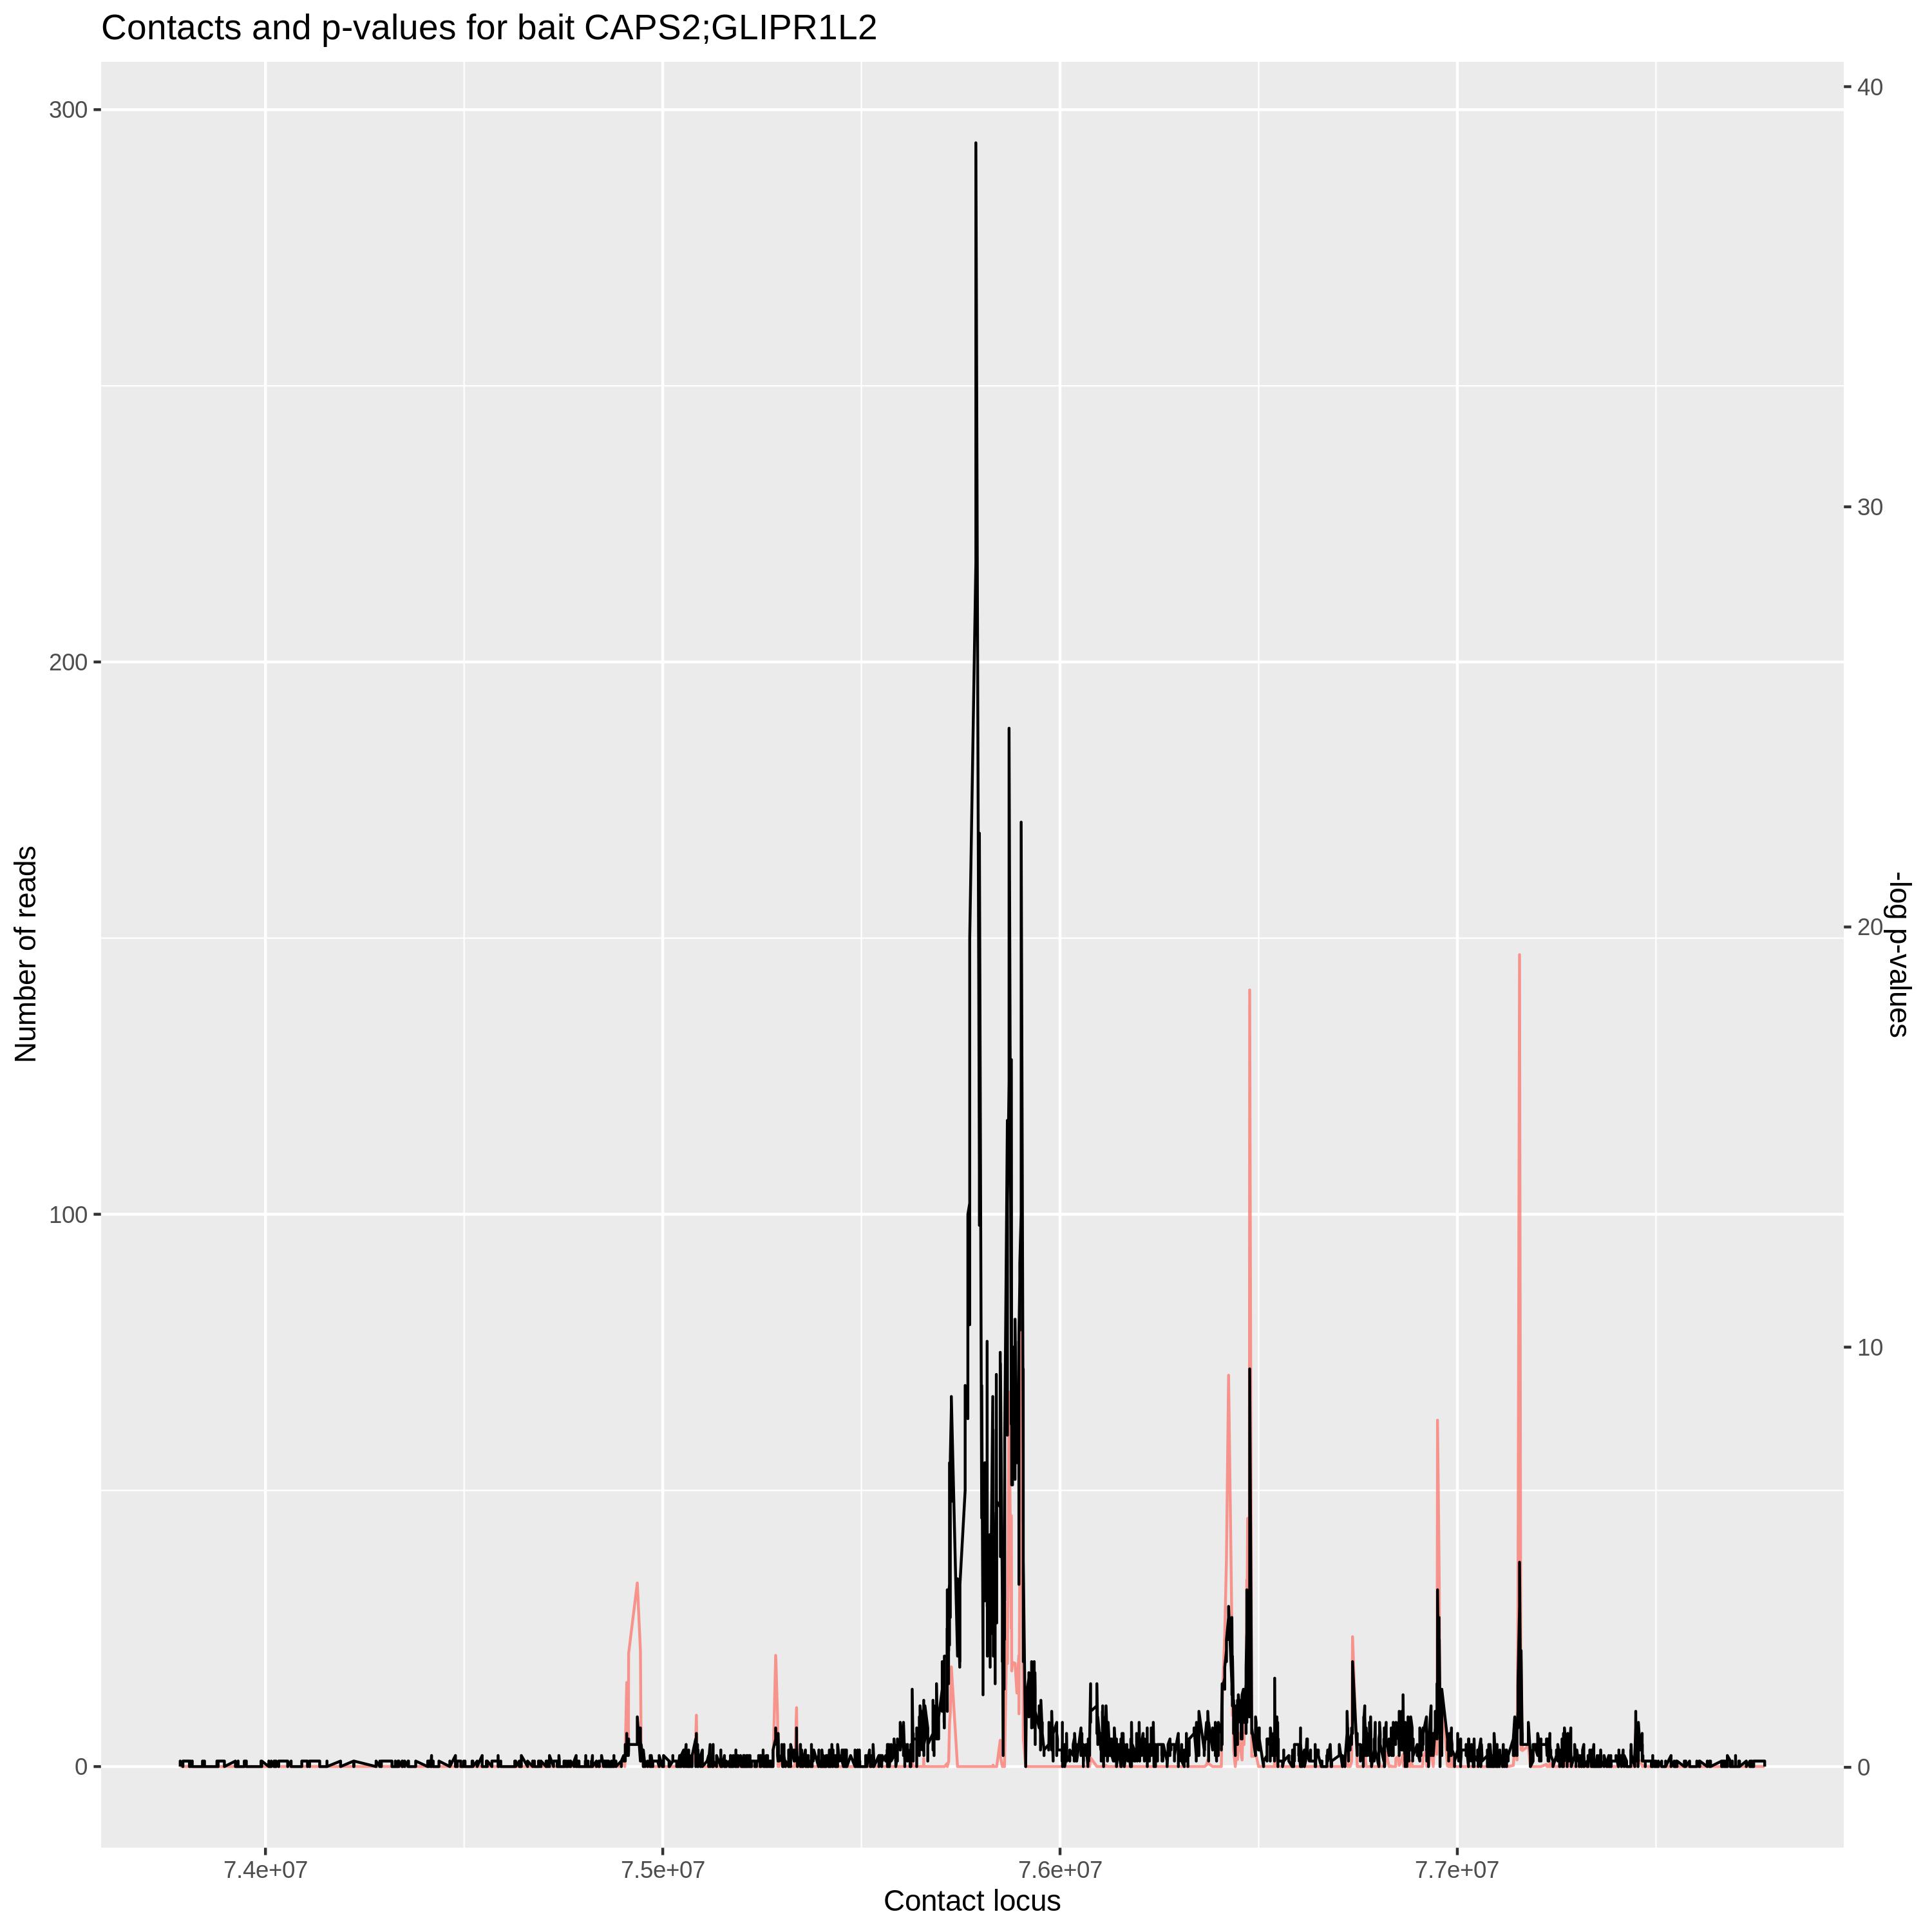 Contacts and p-values for bait CAPS2;GLIPR1L2
300
200
100
0
Number of reads
40
30
20
10
0
-log p-values
7.4e+07
7.5e+07
7.6e+07
7.7e+07
Contact locus